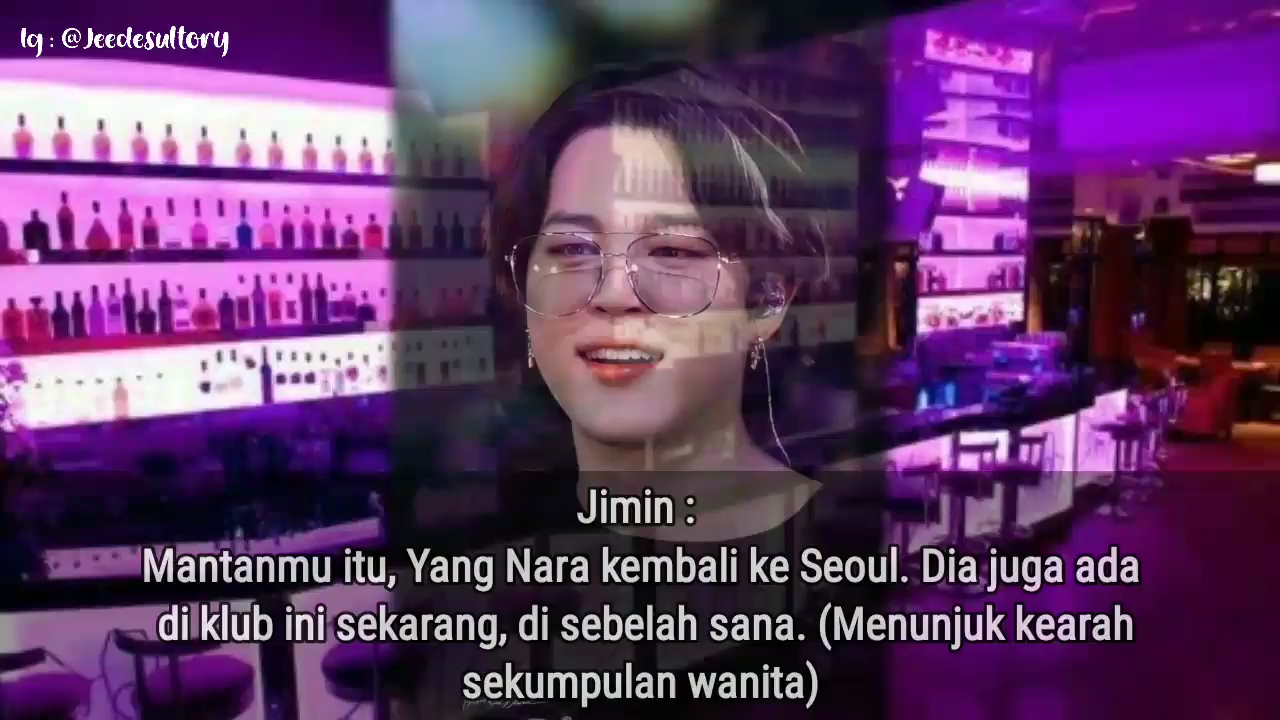 Ig : @Jeedesultory
Jimin :
Mantanmu itu, Yang Nara kembali ke Seoul. Dia juga ada
di klub ini sekarang, di sebelah sana. (Menunjuk kearah
sekumpulan wanita)